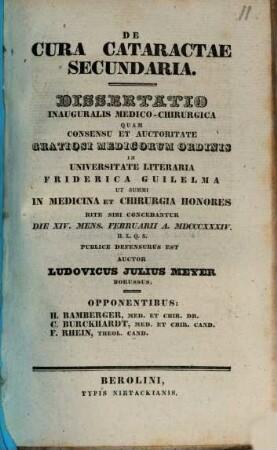 11
DE
CURA CATARACTAE
SECUNDARIA.
DISSERTATIO
INAUGURALIS MEDICO-CHIRURGICA
QUAM
CONSENSU ET AUCTORITATE
GRATIOSI MEDICORUM ORDINIS
IN
UNIVERSITATE LITERARIA
FRIDERICA GUILELMA
UT SUMMI
IN MEDICINA ET CHIRURGIA HONORES
RITE SIBI CONCEDANTUR
DIE XIV. MENS. FEBRUARII A. MDCCCXXXIV.
H. L. Q. S.
PUBLICE DEFENSURUS EST
AUCTOR
LUDOVICUS JULIUS MEYER
BORUSSUS.
OPPONENTIBUS:
H. RAMBERGER, MED. ET CHIR. DR.
C. BURCKHARDT, MED. ET CHIR. CAND.
F. RHEIN, THEOL. CAND.
BEROLINI,
TYPIS NIETACKIANIS.